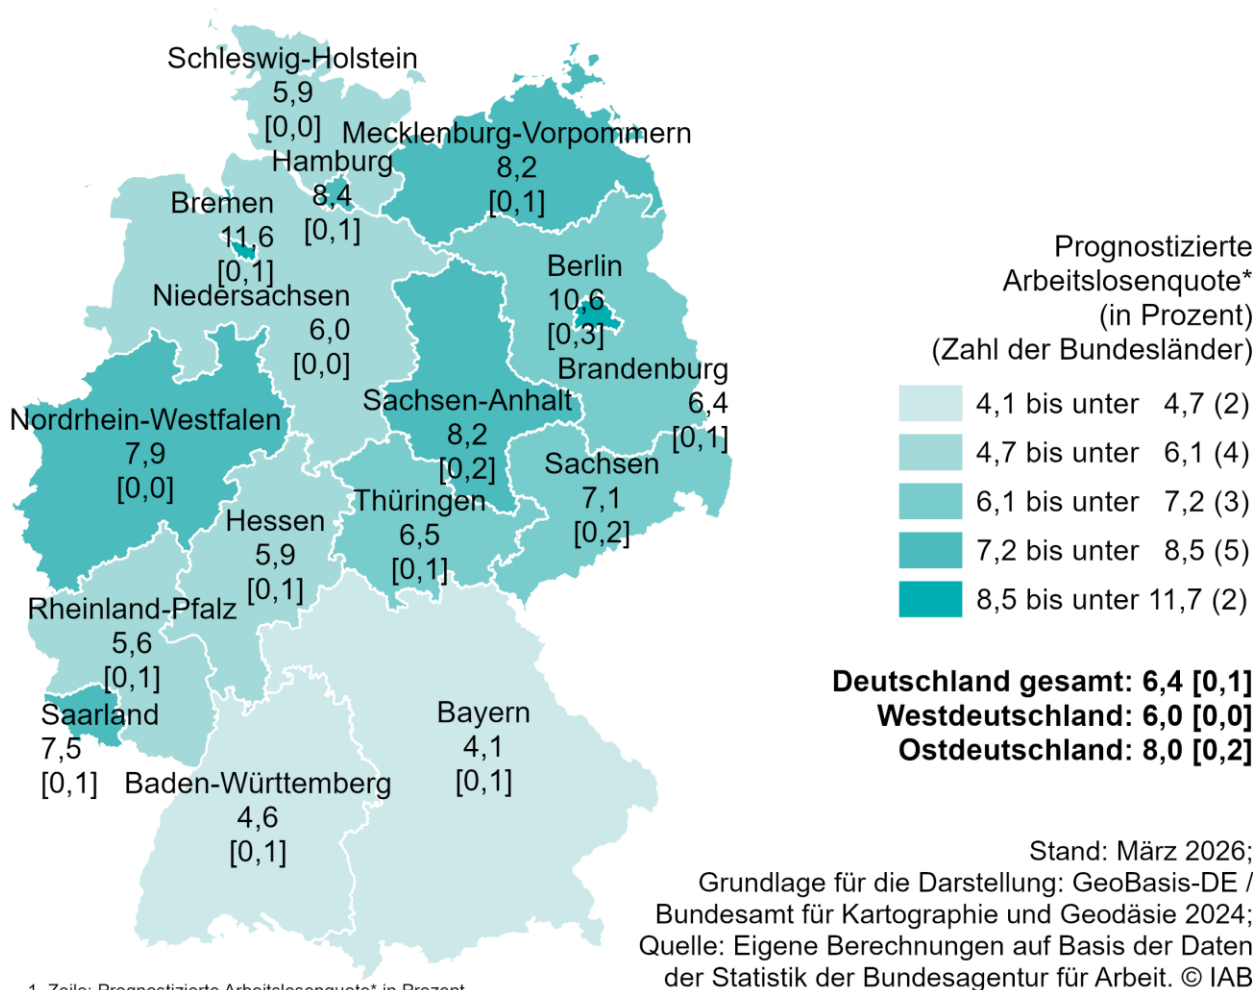 Schleswig-Holstein
5,9
[0,0]
Mecklenburg-Vorpommern
8,2
[0,1]
Hamburg
8,4
[0,1]
Bremen
11,6
[0,1]
Niedersachsen
6,0
[0,0]
Berlin
10,6
[0,3]
Brandenburg
6,4
[0,1]
Nordrhein-Westfalen
7,9
[0,0]
Sachsen-Anhalt
8,2
[0,2]
Sachsen
7,1
[0,2]
Thüringen
6,5
[0,1]
Hessen
5,9
[0,1]
Rheinland-Pfalz
5,6
[0,1]
Saarland
7,5
[0,1]
Baden-Württemberg
4,6
[0,1]
Bayern
4,1
[0,1]
Prognostizierte
Arbeitslosenquote*
(in Prozent)
(Zahl der Bundesländer)
4,1 bis unter 4,7 (2)
4,7 bis unter 6,1 (4)
6,1 bis unter 7,2 (3)
7,2 bis unter 8,5 (5)
8,5 bis unter 11,7 (2)
Deutschland gesamt: 6,4 [0,1]
Westdeutschland: 6,0 [0,0]
Ostdeutschland: 8,0 [0,2]
Stand: März 2026;
Grundlage für die Darstellung: GeoBasis-DE /
Bundesamt für Kartographie und Geodäsie 2024;
Quelle: Eigene Berechnungen auf Basis der Daten
der Statistik der Bundesagentur für Arbeit. © IAB
1. Zeile: Prognostizierte Arbeitslosenquote* in Prozent